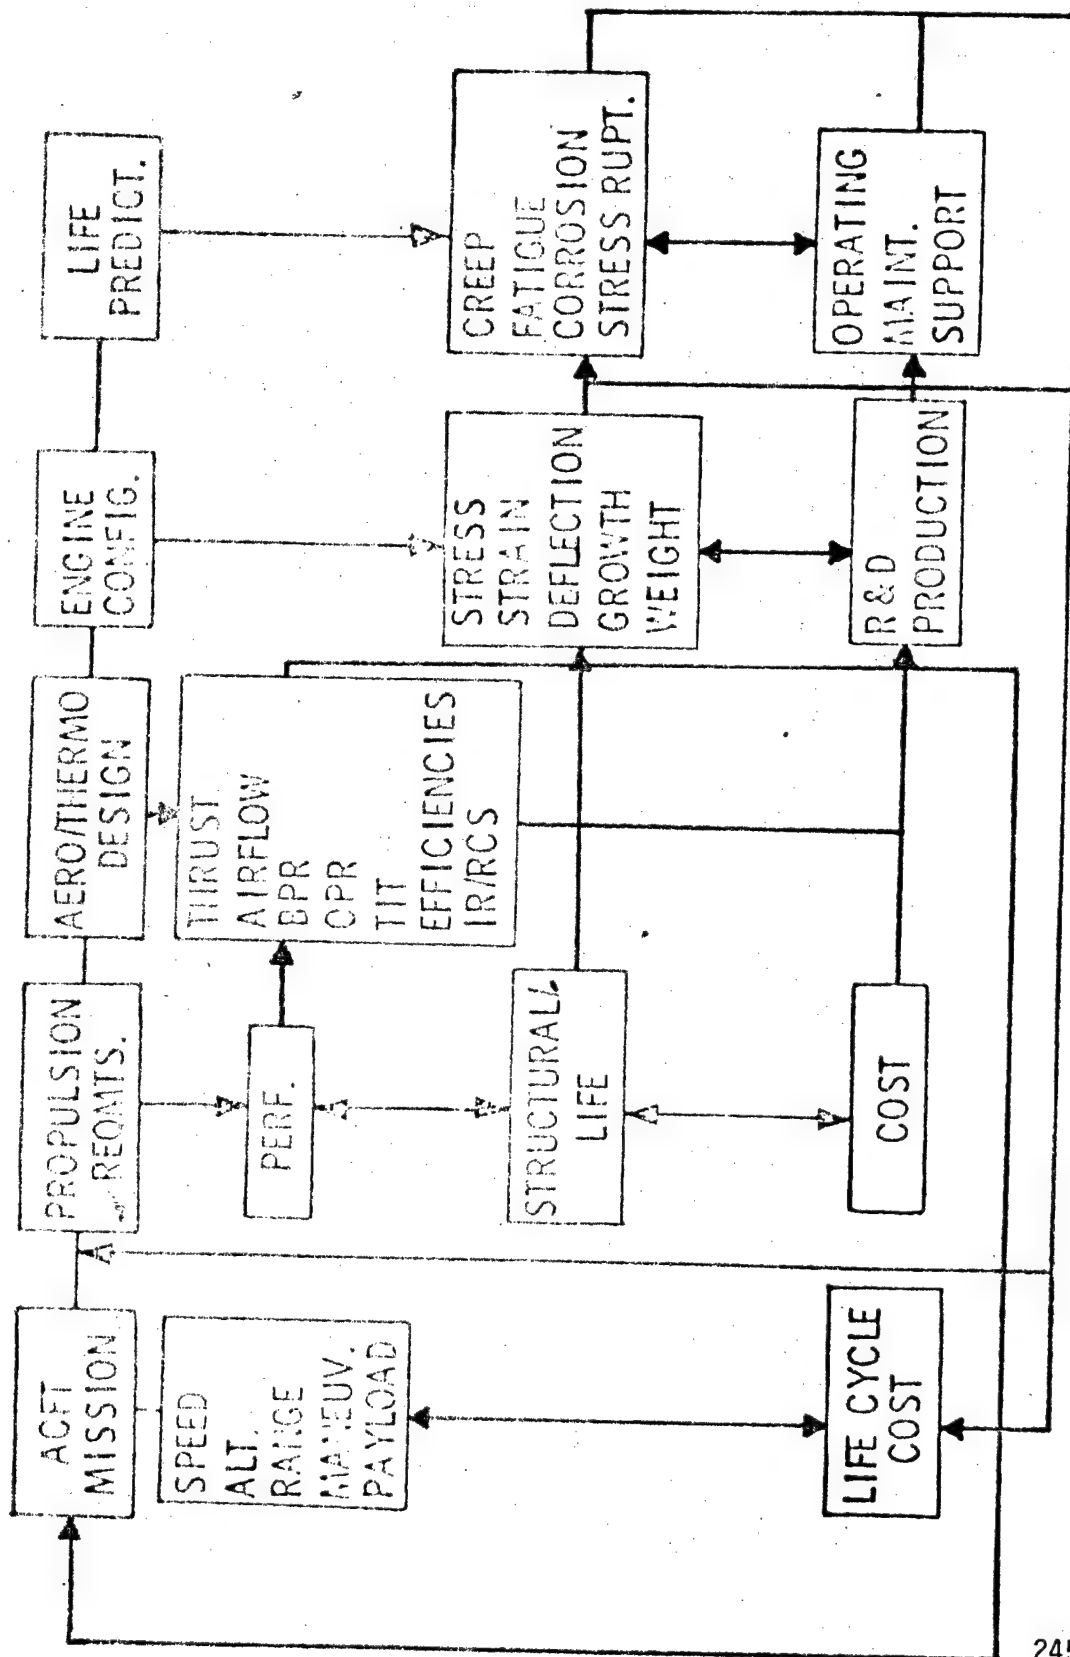 ACFT
MISSION
SPEED
ALT.
RANGE
MANEUV.
PAYLOAD
LIFE CYCLE
COST
PROPULSION
REQMTS.
PERF.
STRUCTURAL/
LIFE
COST
AERO/THERMO
DESIGN
THRUST
AIRFLOW
BPR
OPR
TIT
EFFICIENCIES
IR/RCS
ENGINE
CONFIG.
STRESS
STRAIN
DEFLECTION
GROWTH
WEIGHT
R & D
PRODUCTION
LIFE
PREDICT.
CREEP
FATIGUE
CORROSION
STRESS RUPT.
OPERATING
MAINT.
SUPPORT
245